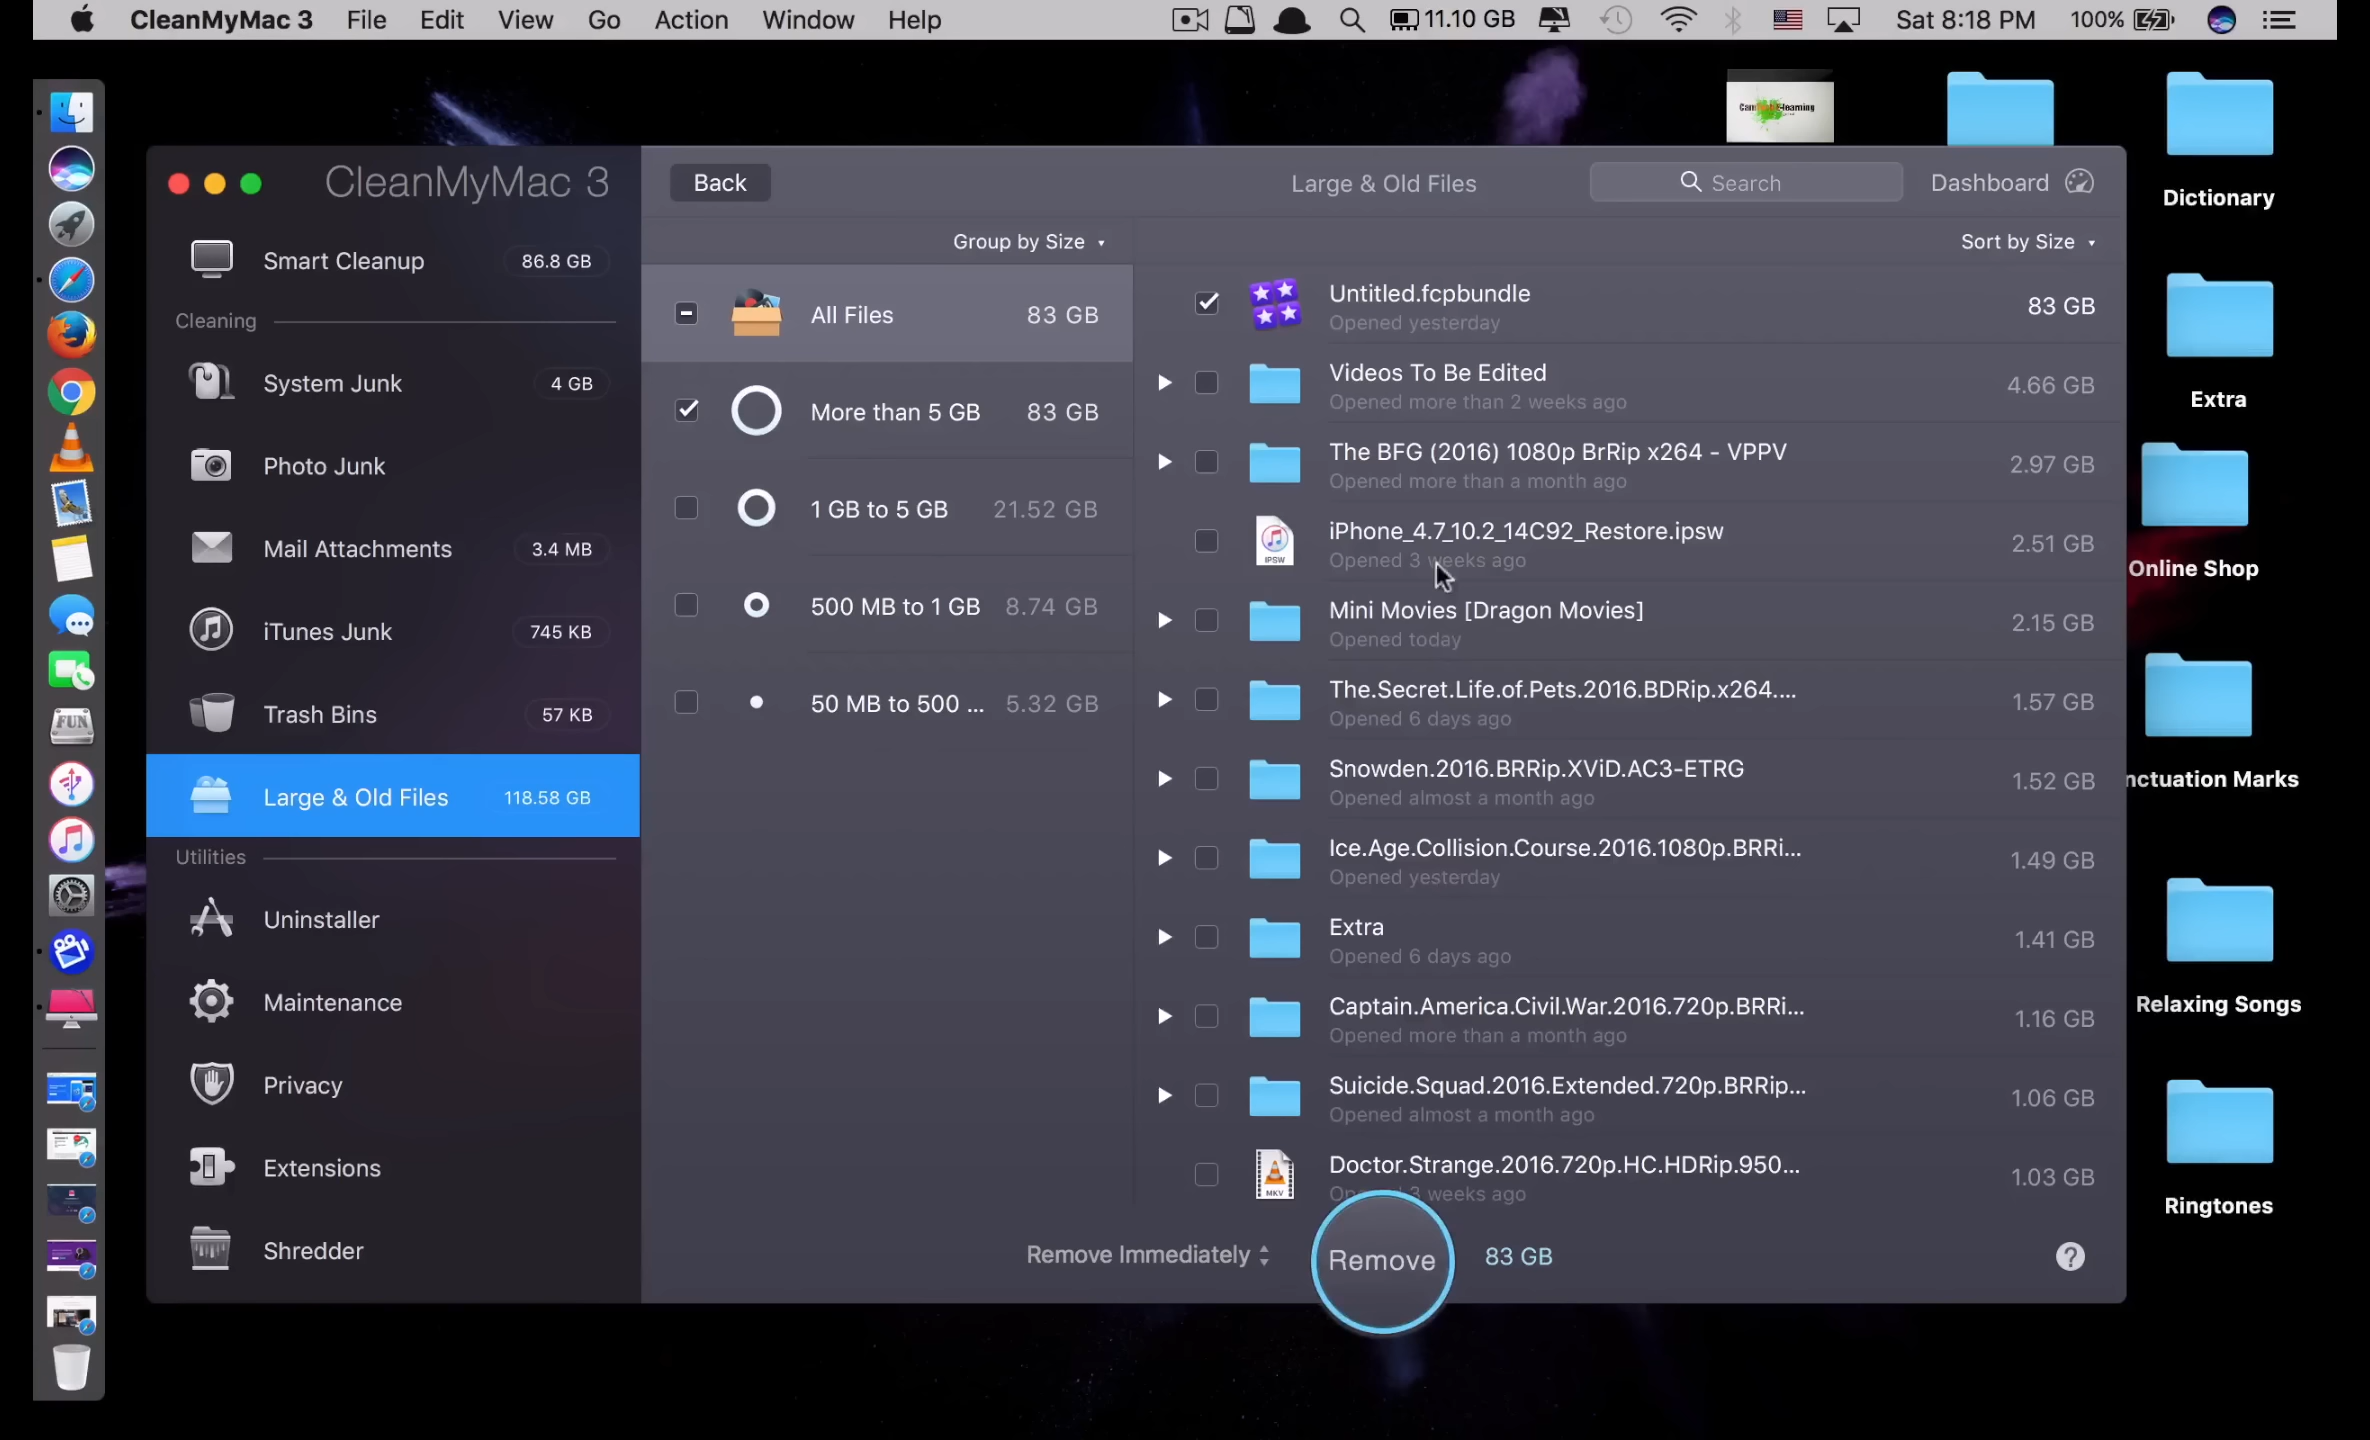 CleanMyMac 3 File Edit View Go Action Window Help 11.10 GB Sat 8:18 PM 100%
CleanMyMac 3
Smart Cleanup 86.8 GB
Cleaning
System Junk 4 GB
Photo Junk
Mail Attachments 3.4 MB
iTunes Junk 745 KB
Trash Bins 57 KB
Large & Old Files 118.58 GB
Utilities
Uninstaller
Maintenance
Privacy
Extensions
Shredder
Back Large & Old Files Search Dashboard
Group by Size
All Files 83 GB
More than 5 GB 83 GB
1 GB to 5 GB 21.52 GB
500 MB to 1 GB 8.74 GB
50 MB to 500 ... 5.32 GB
Sort by Size
Untitled.fcpbundle 83 GB
Opened yesterday
Videos To Be Edited 4.66 GB
Opened more than 2 weeks ago
The BFG (2016) 1080p BrRip x264 - VPPV 2.97 GB
Opened more than a month ago
iPhone_4.7_10.2_14C92_Restore.ipsw 2.51 GB
IPSW
Opened 3 weeks ago
Mini Movies [Dragon Movies] 2.15 GB
Opened today
The.Secret.Life.of.Pets.2016.BDRip.x264.... 1.57 GB
Opened 6 days ago
Snowden.2016.BRRip.XViD.AC3-ETRG 1.52 GB
Opened almost a month ago
Ice.Age.Collision.Course.2016.1080p.BRRi... 1.49 GB
Opened yesterday
Extra 1.41 GB
Opened 6 days ago
Captain.America.Civil.War.2016.720p.BRRi... 1.16 GB
Opened more than a month ago
Suicide.Squad.2016.Extended.720p.BRRip... 1.06 GB
Opened almost a month ago
Doctor.Strange.2016.720p.HC.HDRip.950... 1.03 GB
MKV
3 weeks ago
Remove Immediately Remove 83 GB ?
Dictionary
Extra
Online Shop
nctuation Marks
Relaxing Songs
Ringtones
FUN